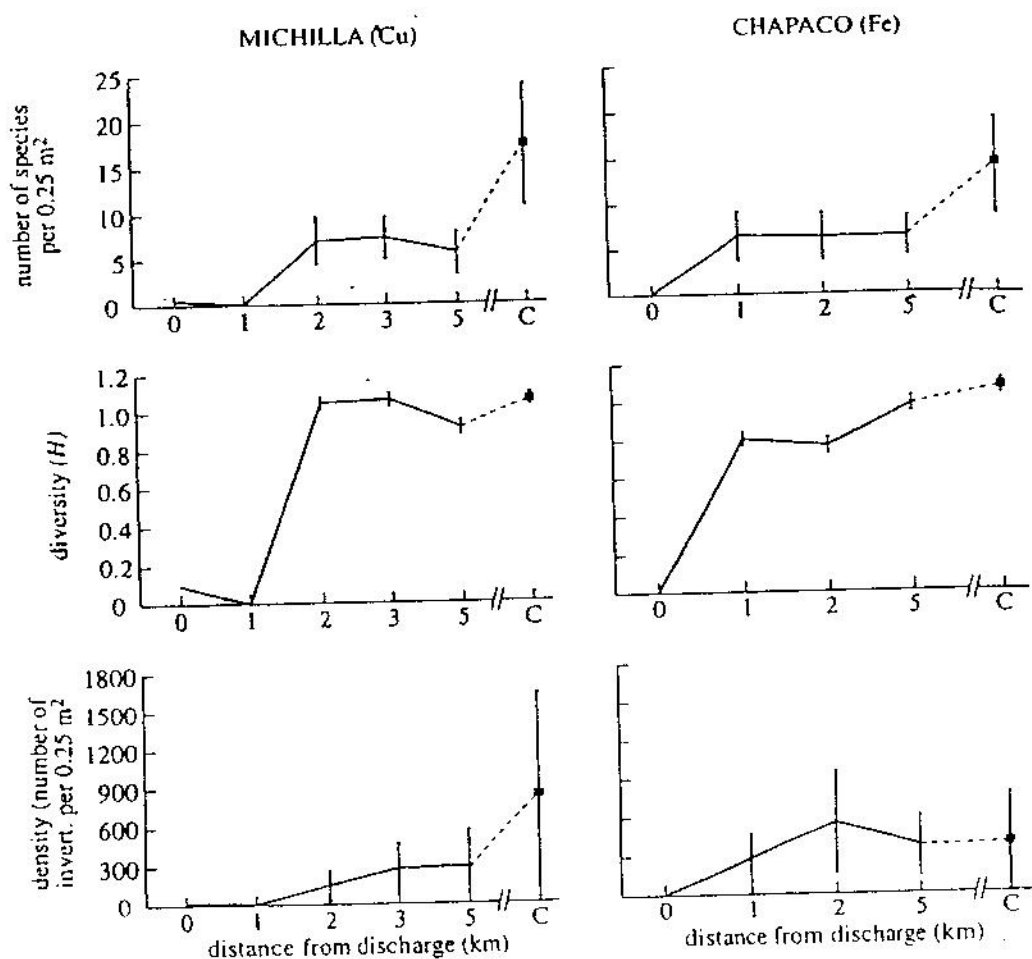 MICHILLA (Cu)
CHAPACO (Fe)
number of species
per 0.25 m²
25
20
15
10
5
0
0 1 2 3 5 C
0 1 2 5 C
diversity (H)
1.2
1.0
0.8
0.6
0.4
0.2
0
0 1 2 3 5 C
0 1 2 5 C
density (number of
invert. per 0.25 m²
1800
1500
1200
900
600
300
0
0 1 2 3 5 C
0 1 2 5 C
distance from discharge (km)
distance from discharge (km)